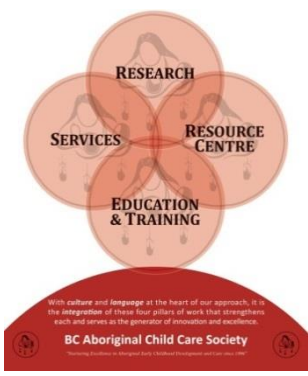 RESEARCH
SERVICES
RESOURCE
CENTRE
EDUCATION
& TRAINING
With culture and language at the heart of our approach, it is
the integration of these four pillars of work that strengthens
each and serves as the generator of innovation and excellence.
BC Aboriginal Child Care Society
"Nurturing Excellence in Aboriginal Early Childhood Development and Care since 1996"